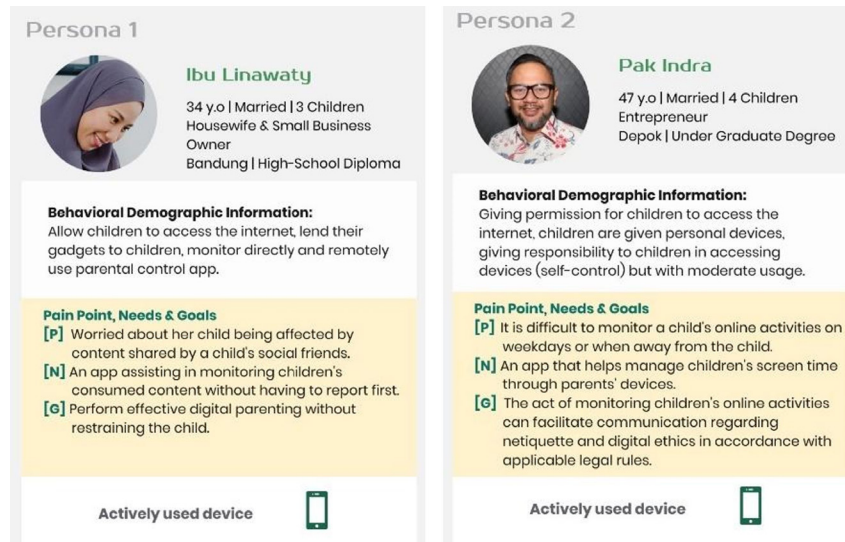 Persona 1
Ibu Linawaty
34 y.o | Married | 3 Children
Housewife & Small Business
Owner
Bandung | High-School Diploma
Behavioral Demographic Information:
Allow children to access the internet, lend their
gadgets to children, monitor directly and remotely
use parental control app.
Pain Point, Needs & Goals
[P] Worried about her child being affected by
content shared by a child's social friends.
[N] An app assisting in monitoring children's
consumed content without having to report first.
[G] Perform effective digital parenting without
restraining the child.
Actively used device
Persona 2
Pak Indra
47 y.o | Married | 4 Children
Entrepreneur
Depok | Under Graduate Degree
Behavioral Demographic Information:
Giving permission for children to access the
internet, children are given personal devices,
giving responsibility to children in accessing
devices (self-control) but with moderate usage.
Pain Point, Needs & Goals
[P] It is difficult to monitor a child's online activities on
weekdays or when away from the child.
[N] An app that helps manage children's screen time
through parents' devices.
[G] The act of monitoring children's online activities
can facilitate communication regarding
netiquette and digital ethics in accordance with
applicable legal rules.
Actively used device